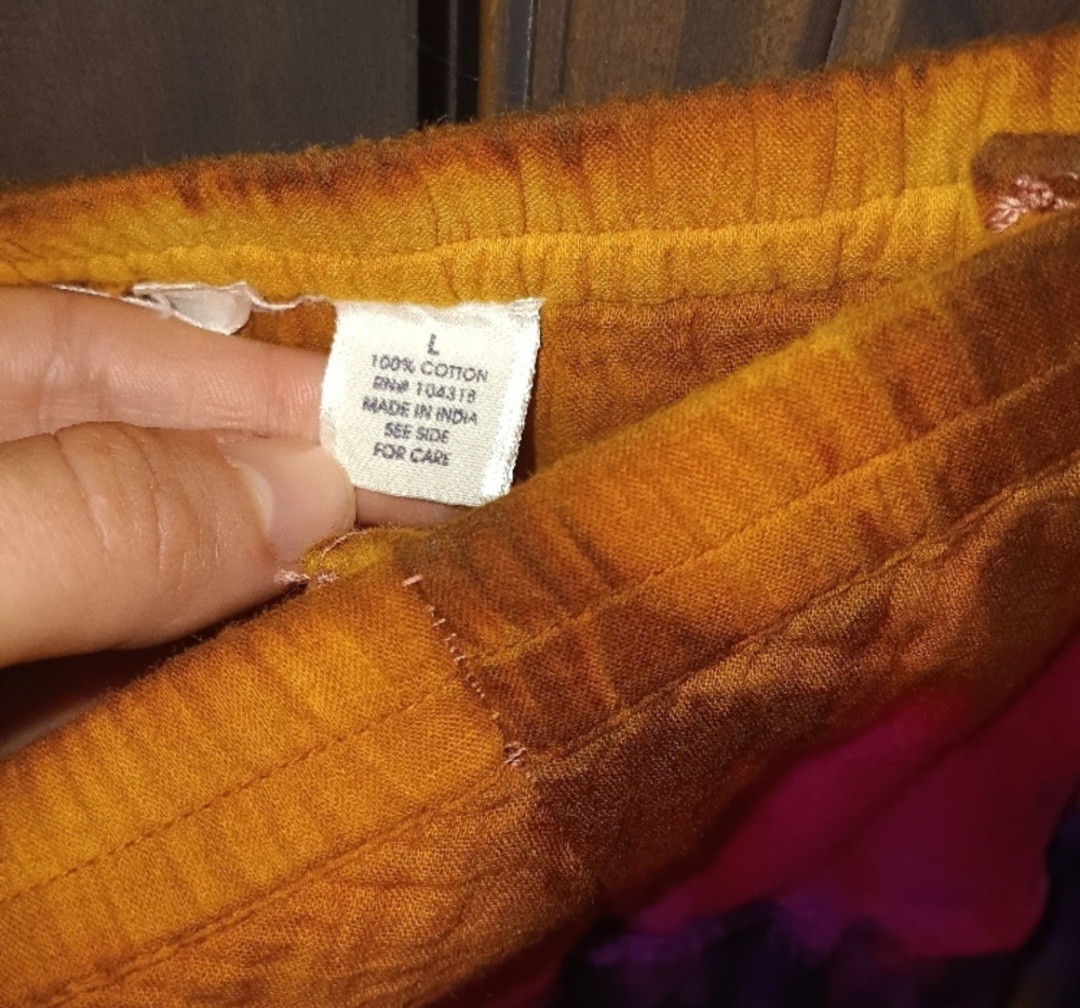 L
100% COTTON
RN# 104318
MADE IN INDIA
SEE SIDE
FOR CARE